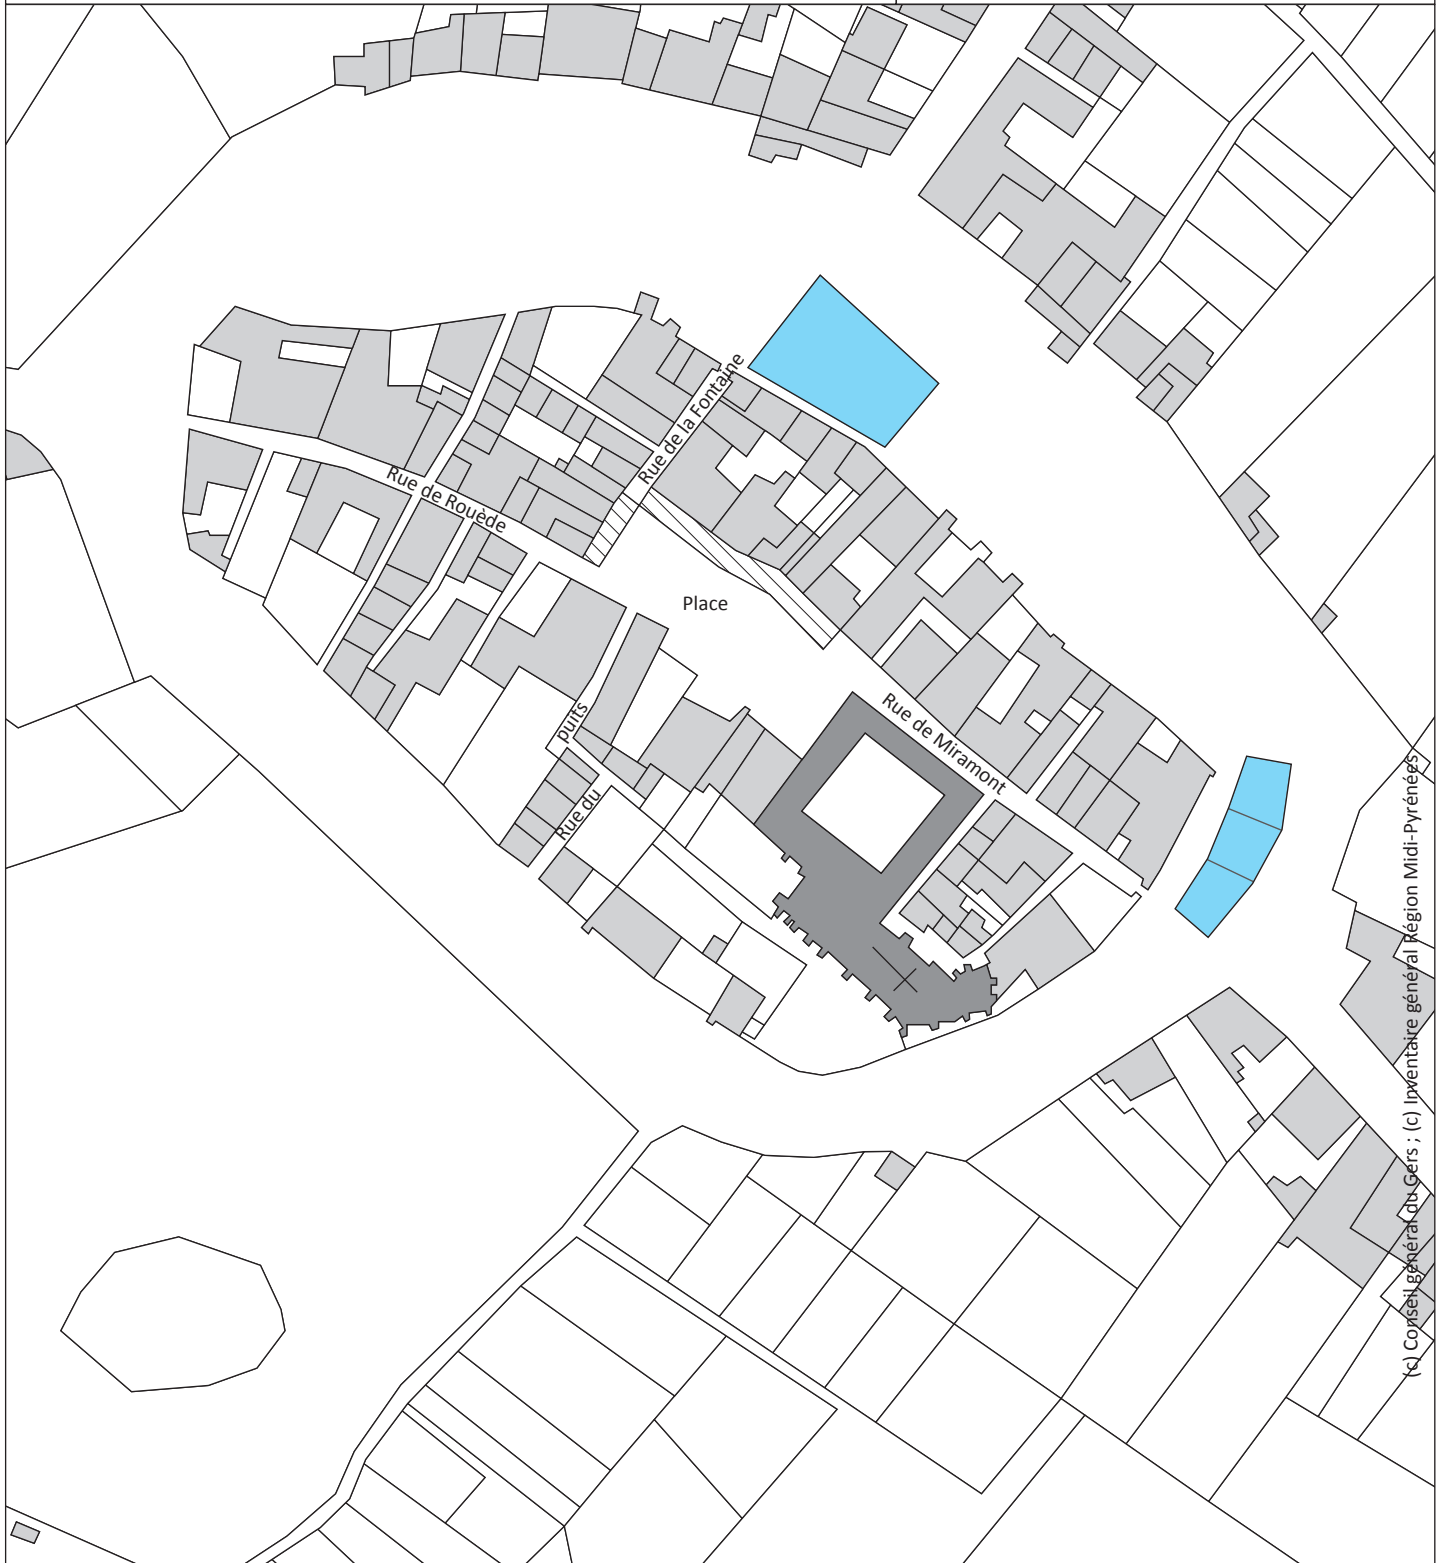 Rue de la Fontaine
Rue de Rouède
Place
Rue du
puits
Rue de Miramont
(c) Conseil général du Gers ; (c) Inventaire général Région Midi-Pyrénées